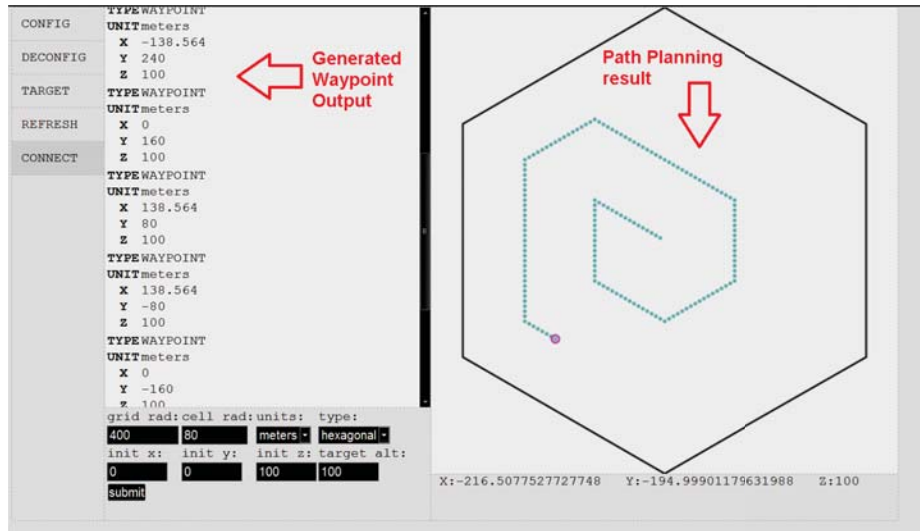 CONFIG
DECONFIG
TARGET
REFRESH
CONNECT
TYPE WAYPOINT
UNIT meters
X -138.564
Y 240
Z 100
TYPE WAYPOINT
UNIT meters
X 0
Y 160
Z 100
TYPE WAYPOINT
UNIT meters
X 138.564
Y 80
Z 100
TYPE WAYPOINT
UNIT meters
X 138.564
Y -80
Z 100
TYPE WAYPOINT
UNIT meters
X 0
Y -160
Z 100
Generated
Waypoint
Output
Path Planning
result
grid rad: cell rad: units: type:
400 80 meters hexagonal
init x: init y: init z: target alt:
0 0 100 100
submit
X:-216.5077527727748 Y:-194.99901179631988 Z:100